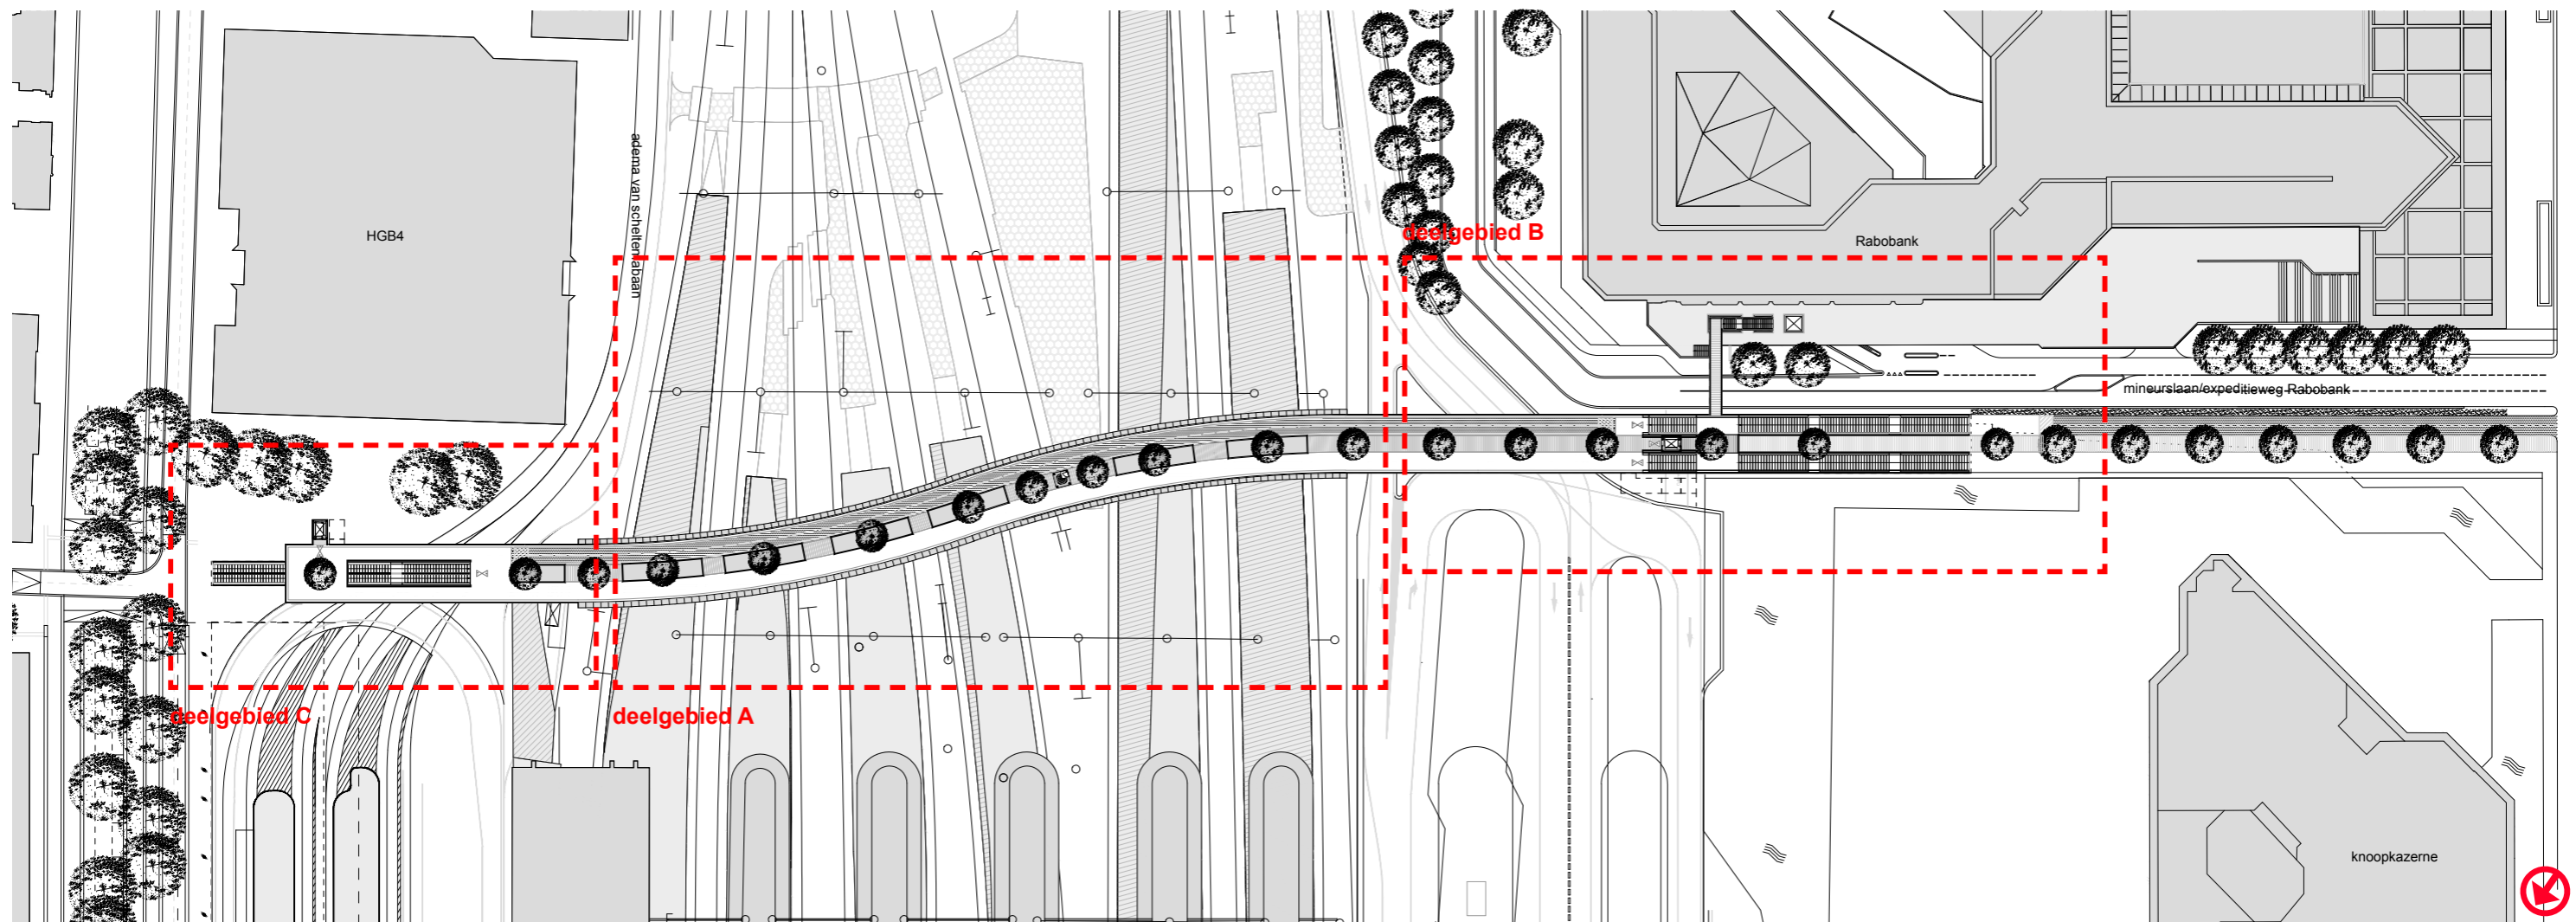 adema van scheltemabaan
HGB4
deelgebied B
Rabobank
mineurslaan/expeditieweg Rabobank
deelgebied C
deelgebied A
knoopkazerne